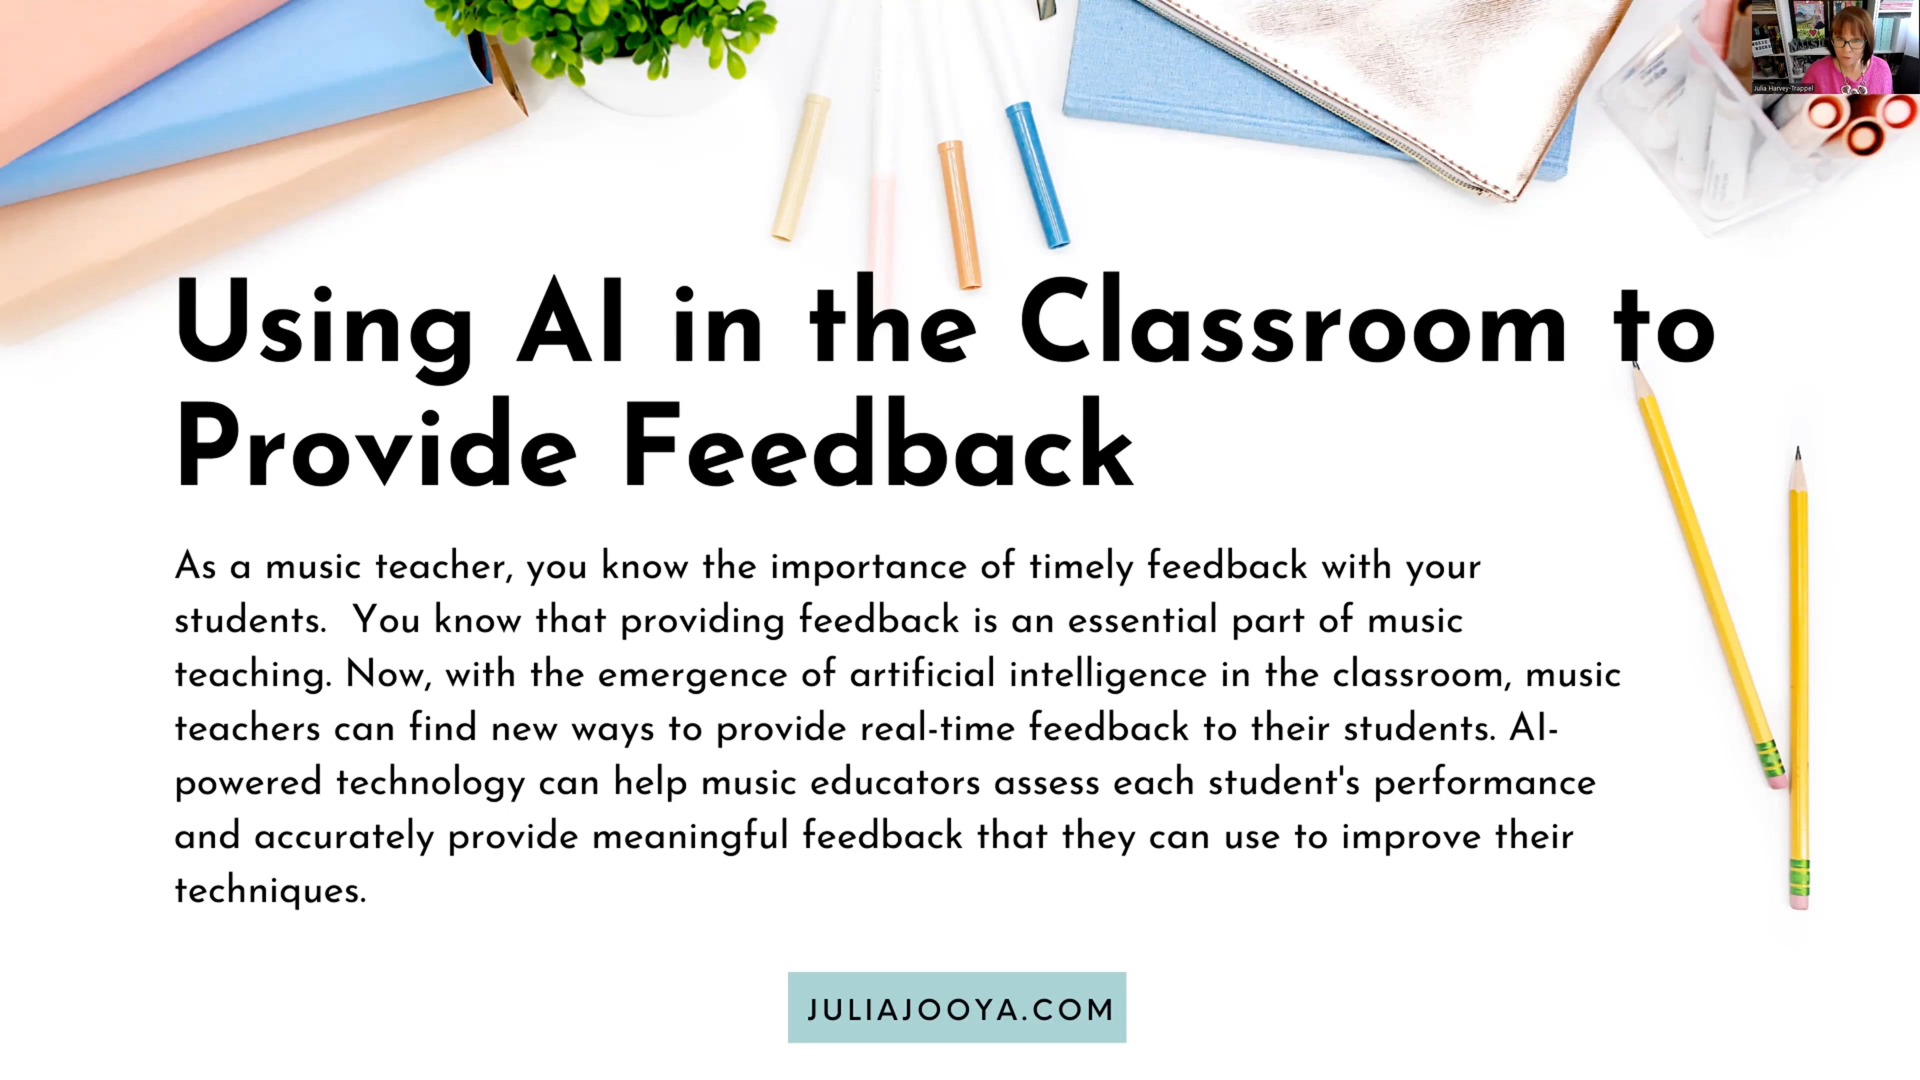 Julia Harvey-Trappel
Using AI in the Classroom to
Provide Feedback
As a music teacher, you know the importance of timely feedback with your
students.  You know that providing feedback is an essential part of music
teaching. Now, with the emergence of artificial intelligence in the classroom, music
teachers can find new ways to provide real-time feedback to their students. AI-
powered technology can help music educators assess each student's performance
and accurately provide meaningful feedback that they can use to improve their
techniques.
JULIAJOOYA.COM